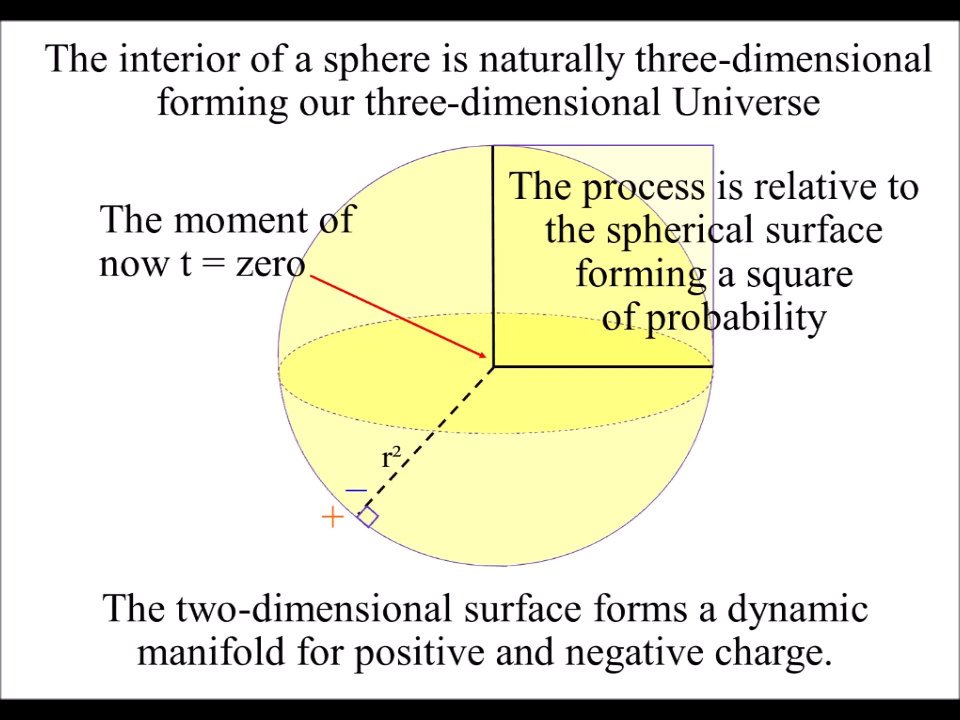 The interior of a sphere is naturally three-dimensional
forming our three-dimensional Universe
The moment of
now t = zero
The process is relative to
the spherical surface
forming a square
of probability
r²
−
+
The two-dimensional surface forms a dynamic
manifold for positive and negative charge.